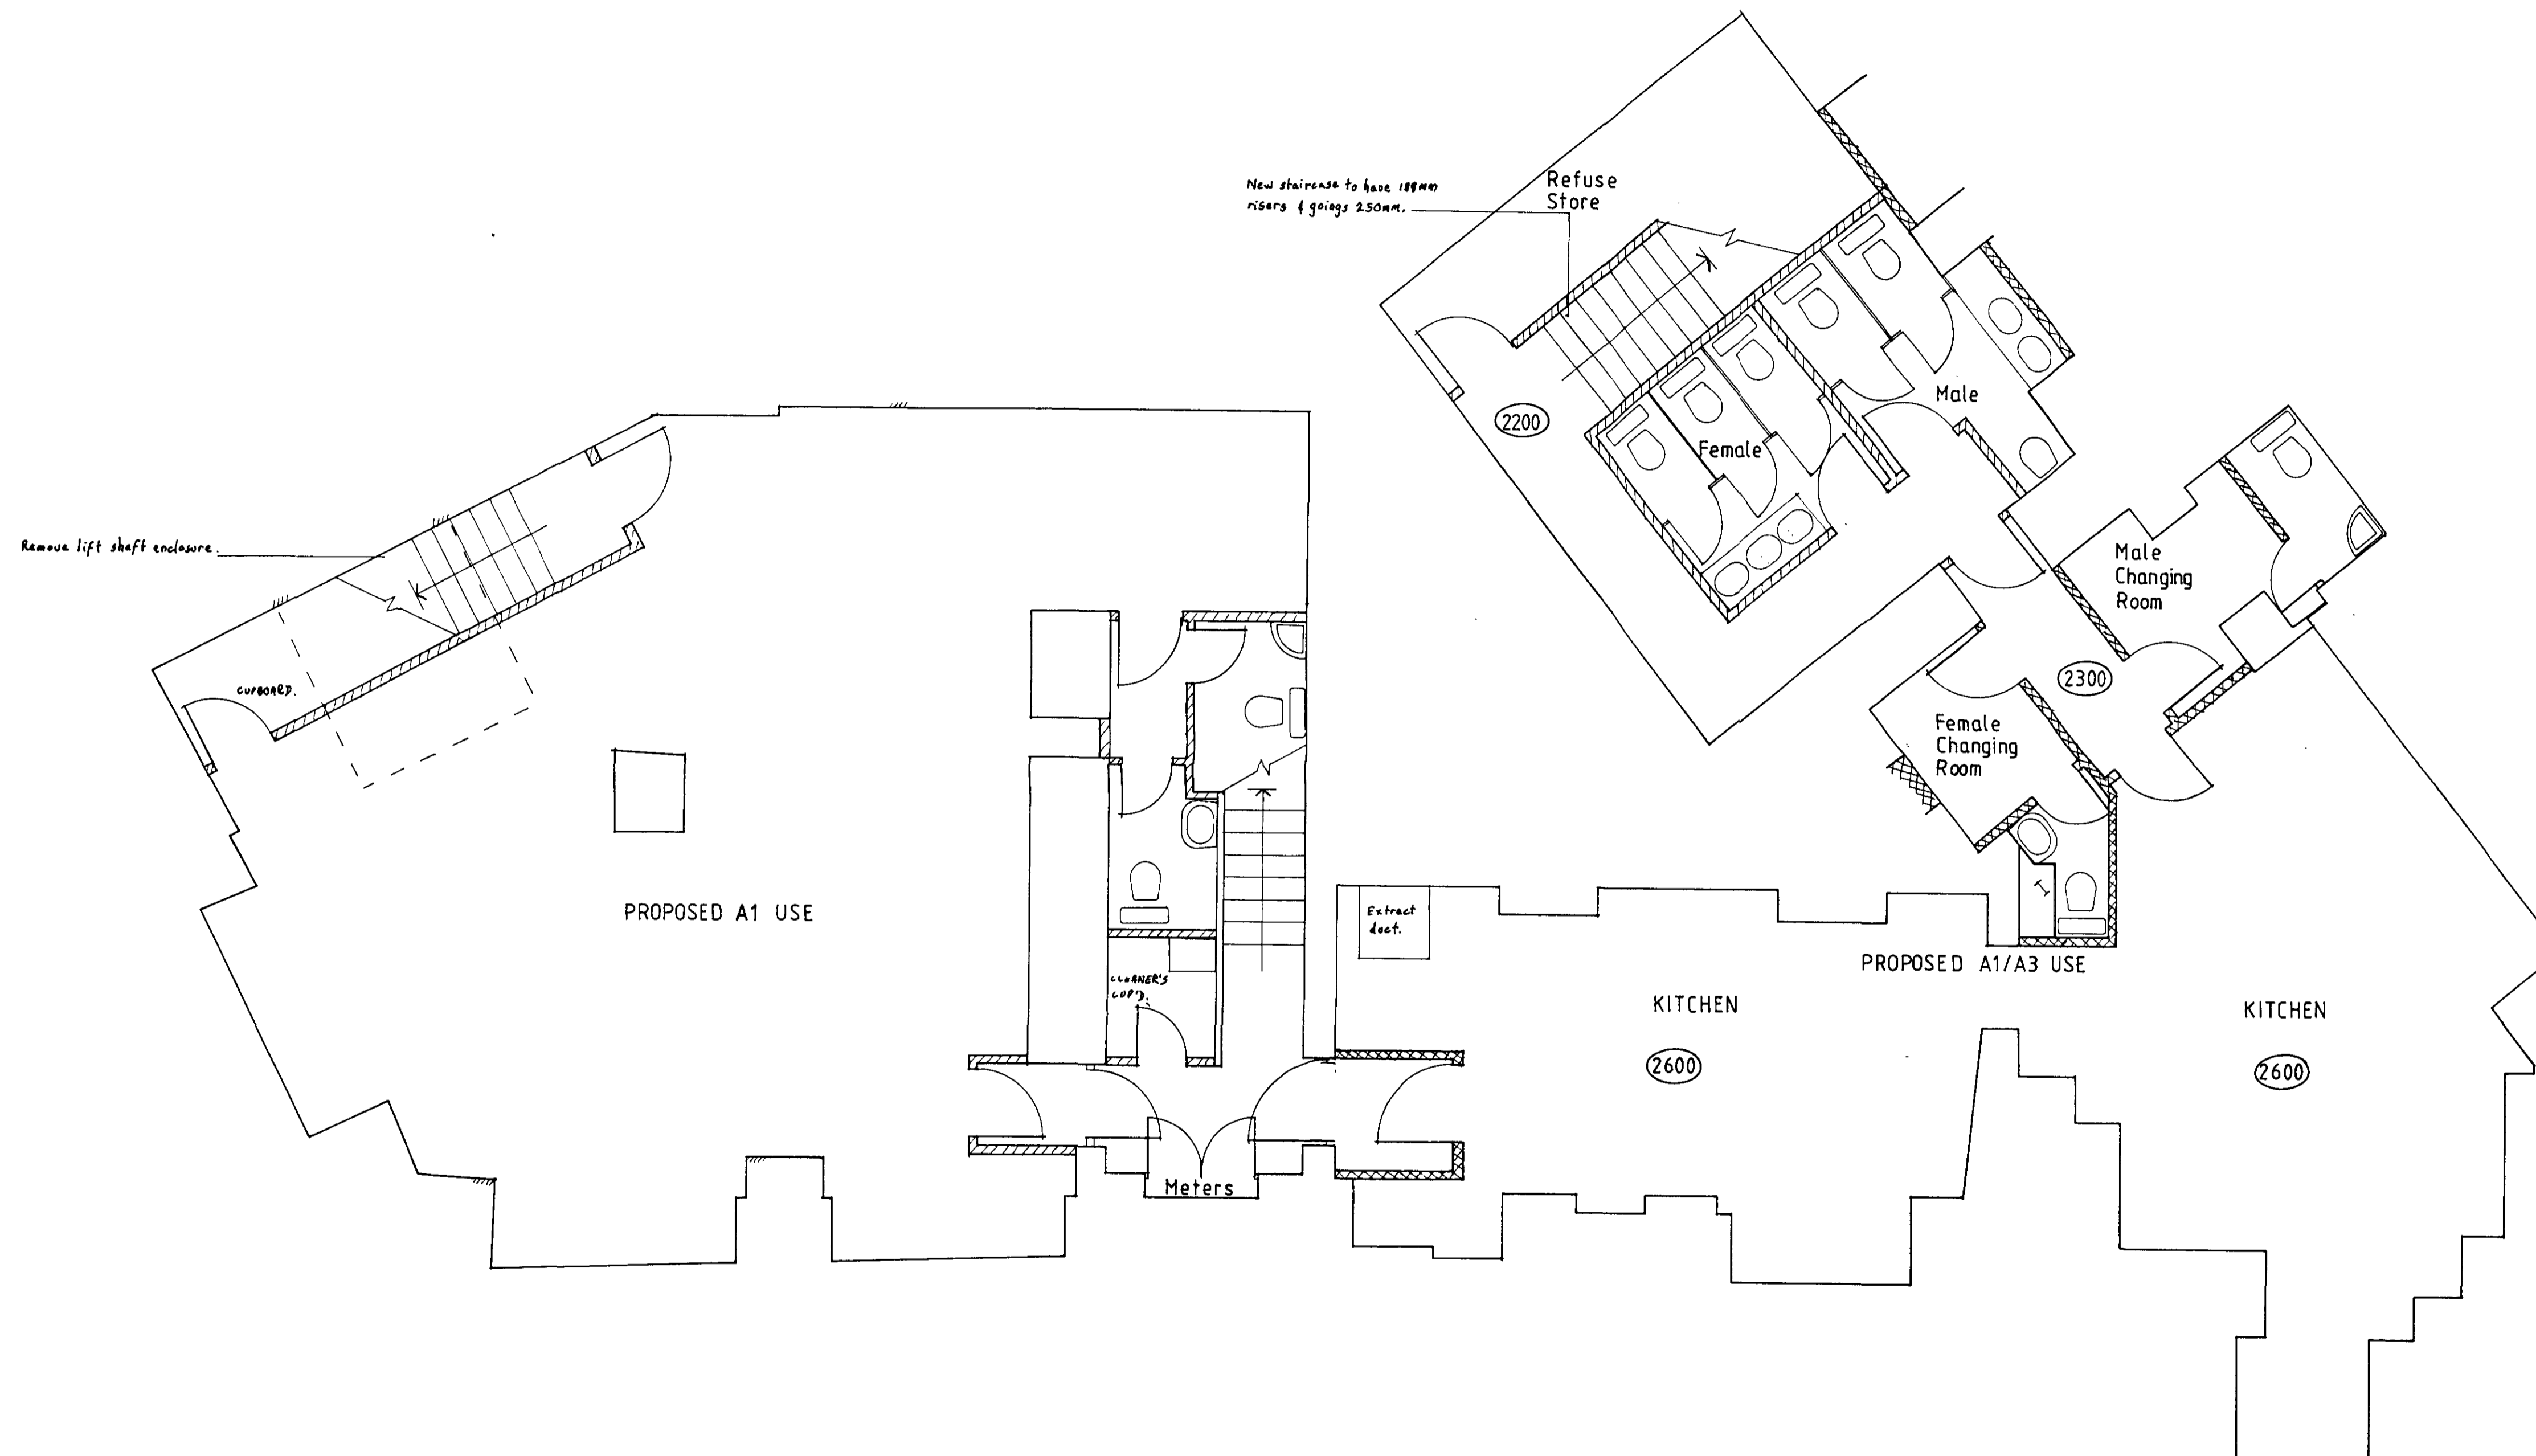 New staircase to have 188mm
risers & goings 250mm.
Refuse
Store
2200
Male
Female
Remove lift shaft enclosure.
Male
Changing
Room
2300
CUPBOARD.
Female
Changing
Room
PROPOSED A1 USE
Extract
duct.
PROPOSED A1/A3 USE
CLEANER'S
CUP'D.
KITCHEN
KITCHEN
2600
2600
Meters